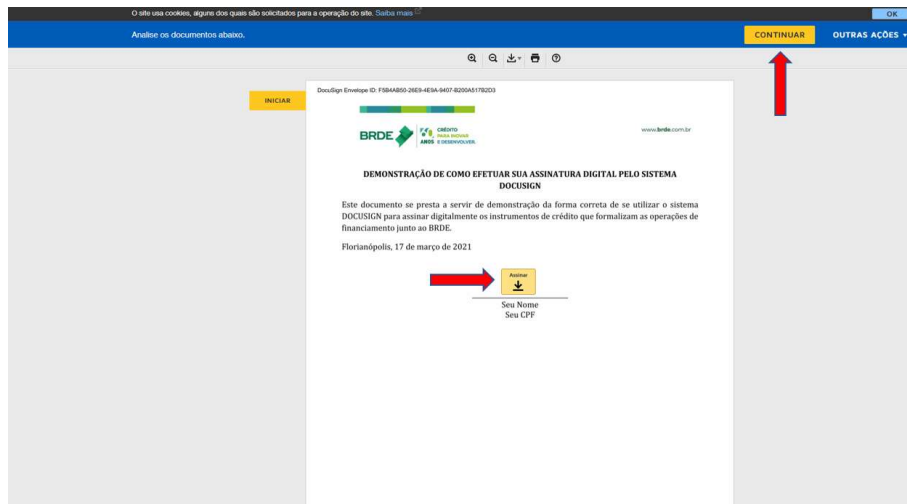 O site usa cookies, alguns dos quais são solicitados para a operação do site. Saiba mais
OK
Analise os documentos abaixo.
CONTINUAR
OUTRAS AÇÕES
INICIAR
DocuSign Envelope ID: F5B4AB50-26E9-4E9A-9407-B200A517B2D3
BRDE
60 ANOS
CRÉDITO
PARA INOVAR
E DESENVOLVER.
www.brde.com.br
DEMONSTRAÇÃO DE COMO EFETUAR SUA ASSINATURA DIGITAL PELO SISTEMA
DOCUSIGN
Este documento se presta a servir de demonstração da forma correta de se utilizar o sistema
DOCUSIGN para assinar digitalmente os instrumentos de crédito que formalizam as operações de
financiamento junto ao BRDE.
Florianópolis, 17 de março de 2021
Assinar
Seu Nome
Seu CPF